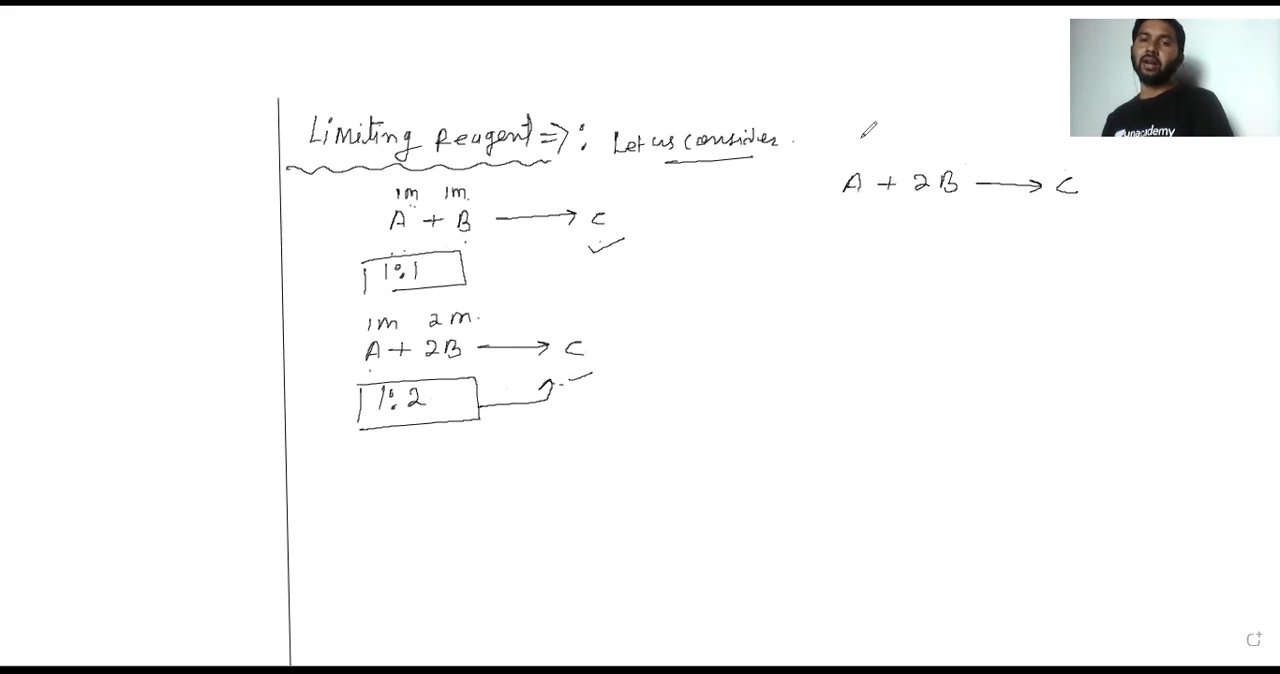 Limiting Reagent => : Let us consider.
1m 1m.
A + B ⟶ C
1:1
1m 2m.
A + 2B ⟶ C
1:2
A + 2B ⟶ C
unacademy